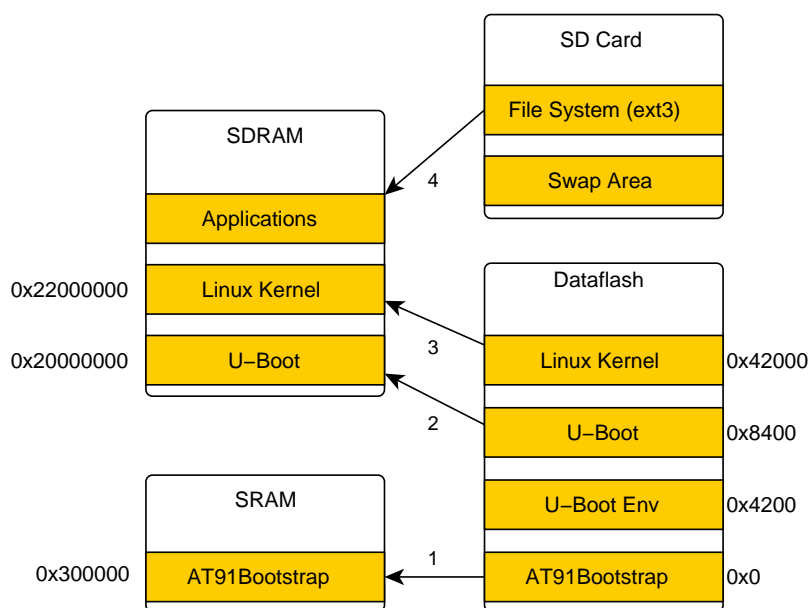 SD Card
File System (ext3)
Swap Area
SDRAM
Applications
0x22000000
Linux Kernel
0x20000000
U−Boot
4
3
2
Dataflash
Linux Kernel
0x42000
U−Boot
0x8400
U−Boot Env
0x4200
AT91Bootstrap
0x0
SRAM
0x300000
AT91Bootstrap
1